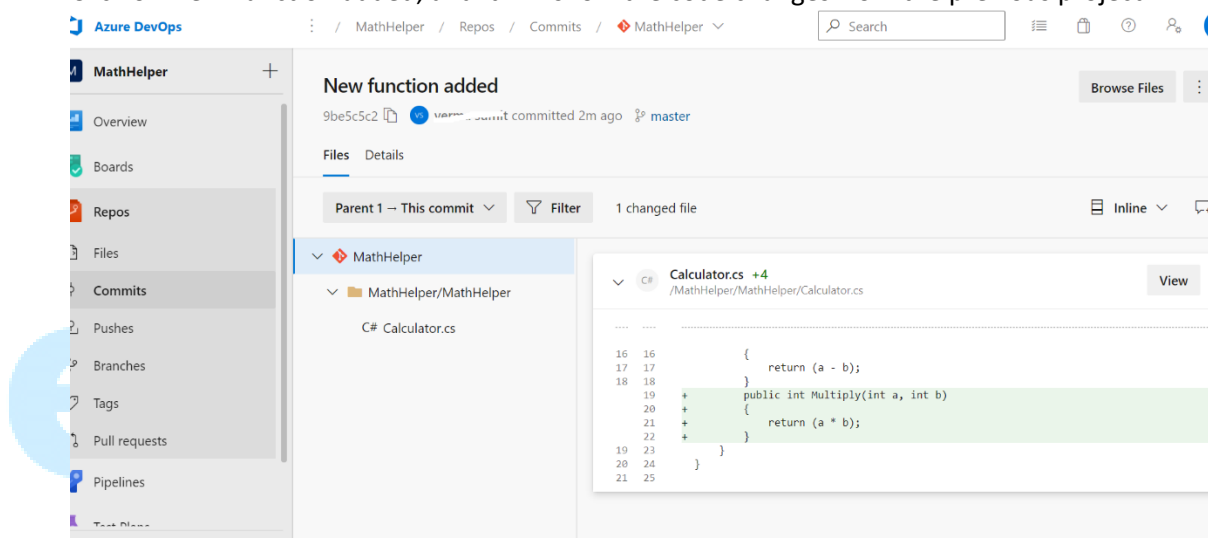 Azure DevOps
/ MathHelper / Repos / Commits / MathHelper
Search
MathHelper
New function added
Browse Files
9be5c5c2 vs committed 2m ago master
Overview
Files Details
Boards
Parent 1 → This commit Filter 1 changed file Inline
Repos
Files
MathHelper
Calculator.cs +4
/MathHelper/MathHelper/Calculator.cs
View
C#
Commits
MathHelper/MathHelper
Pushes
C# Calculator.cs
Branches
Tags
Pull requests
Pipelines
16 16 {
17 17 return (a - b);
18 18 }
19 + public int Multiply(int a, int b)
20 + {
21 + return (a * b);
22 + }
19 23 }
20 24 }
21 25